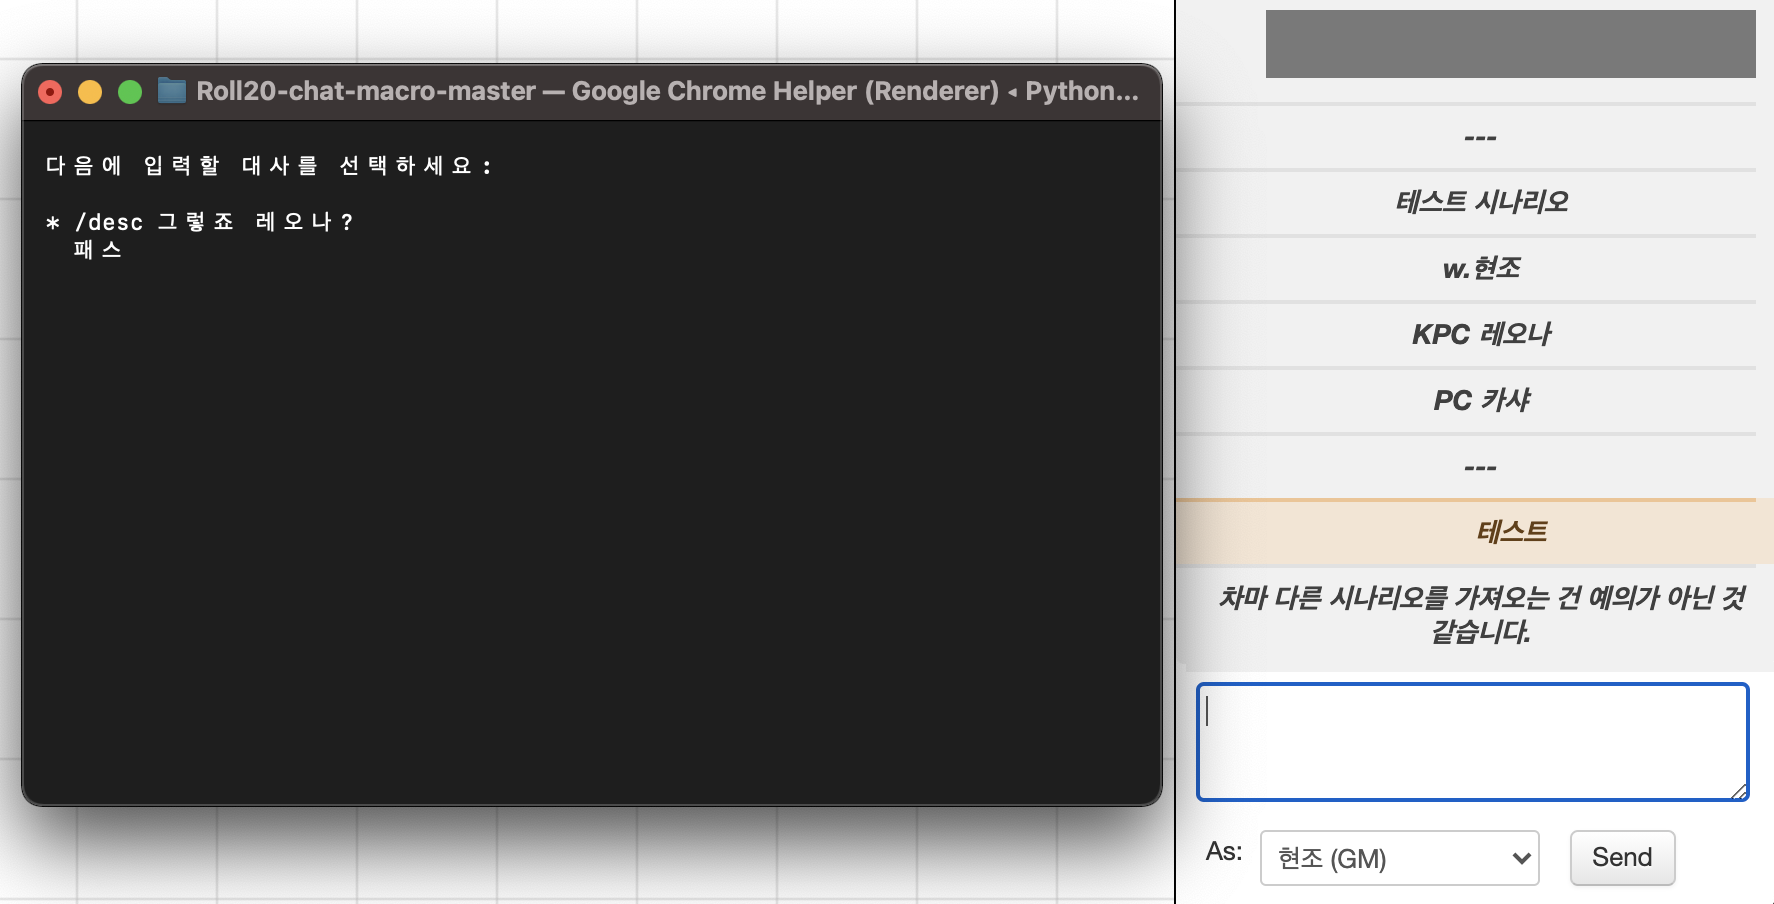 Roll20-chat-macro-master — Google Chrome Helper (Renderer) ◂ Python...
다음에 입력할 대사를 선택하세요:
* /desc 그렇죠 레오나?
패스
---
테스트 시나리오
w.현조
KPC 레오나
PC 카샤
---
테스트
차마 다른 시나리오를 가져오는 건 예의가 아닌 것
같습니다.
As:
현조 (GM)
Send